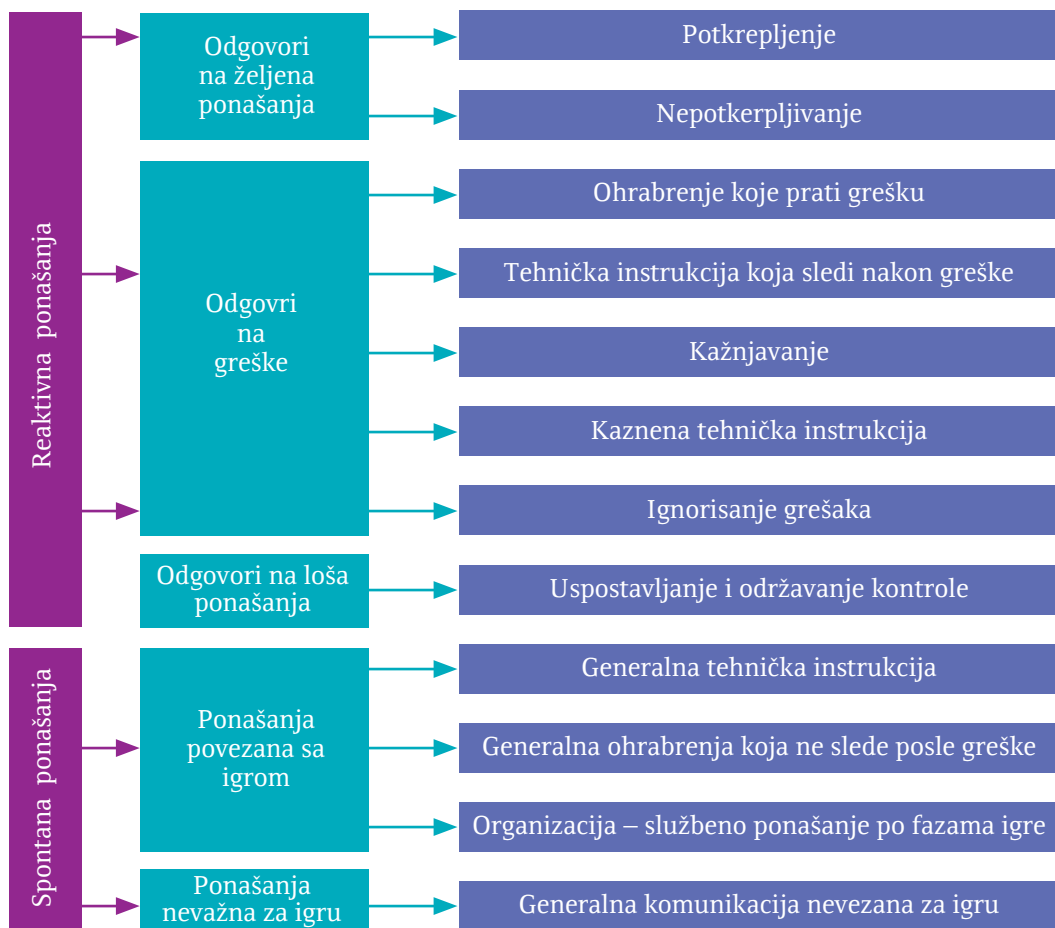 Reaktivna ponašanja
Odgovori
na željena
ponašanja
Potkrepljenje
Nepotkerpljivanje
Odgovri
na
greške
Ohrabrenje koje prati grešku
Tehnička instrukcija koja sledi nakon greške
Kažnjavanje
Kaznena tehnička instrukcija
Ignorisanje grešaka
Odgovori na loša
ponašanja
Uspostavljanje i održavanje kontrole
Spontana ponašanja
Ponašanja
povezana sa
igrom
Generalna tehnička instrukcija
Generalna ohrabrenja koja ne slede posle greške
Organizacija – službeno ponašanje po fazama igre
Ponašanja
nevažna za igru
Generalna komunikacija nevezana za igru